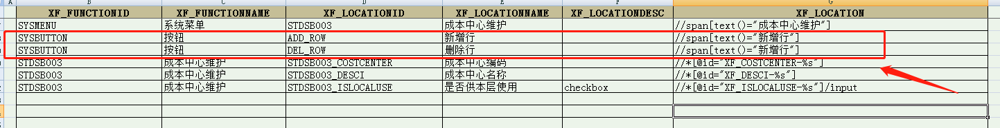 A B C D E F G
XF_FUNCTIONID XF_FUNCTIONNAME XF_LOCATIONID XF_LOCATIONNAME XF_LOCATIONDESC XF_LOCATION
SYSMENU 系统菜单 STDSB003 成本中心维护 //span[text()="成本中心维护"]
SYSBUTTON 按钮 ADD_ROW 新增行 //span[text()="新增行"]
SYSBUTTON 按钮 DEL_ROW 删除行 //span[text()="新增行"]
STDSB003 成本中心维护 STDSB003_COSTCENTER 成本中心编码 //*[@id="XF_COSTCENTER-%s"]
STDSB003 成本中心维护 STDSB003_DESCI 成本中心名称 //*[@id="XF_DESCI-%s"]
STDSB003 成本中心维护 STDSB003_ISLOCALUSE 是否供本层使用 checkbox //*[@id="XF_ISLOCALUSE-%s"]/input